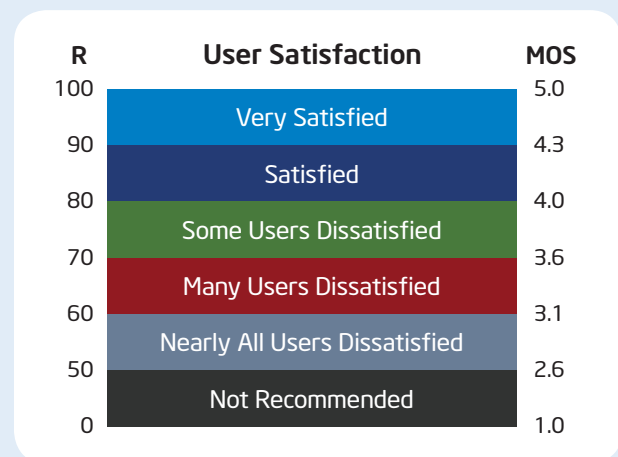 R User Satisfaction MOS
100 5.0
Very Satisfied
90 4.3
Satisfied
80 4.0
Some Users Dissatisfied
70 3.6
Many Users Dissatisfied
60 3.1
Nearly All Users Dissatisfied
50 2.6
Not Recommended
0 1.0